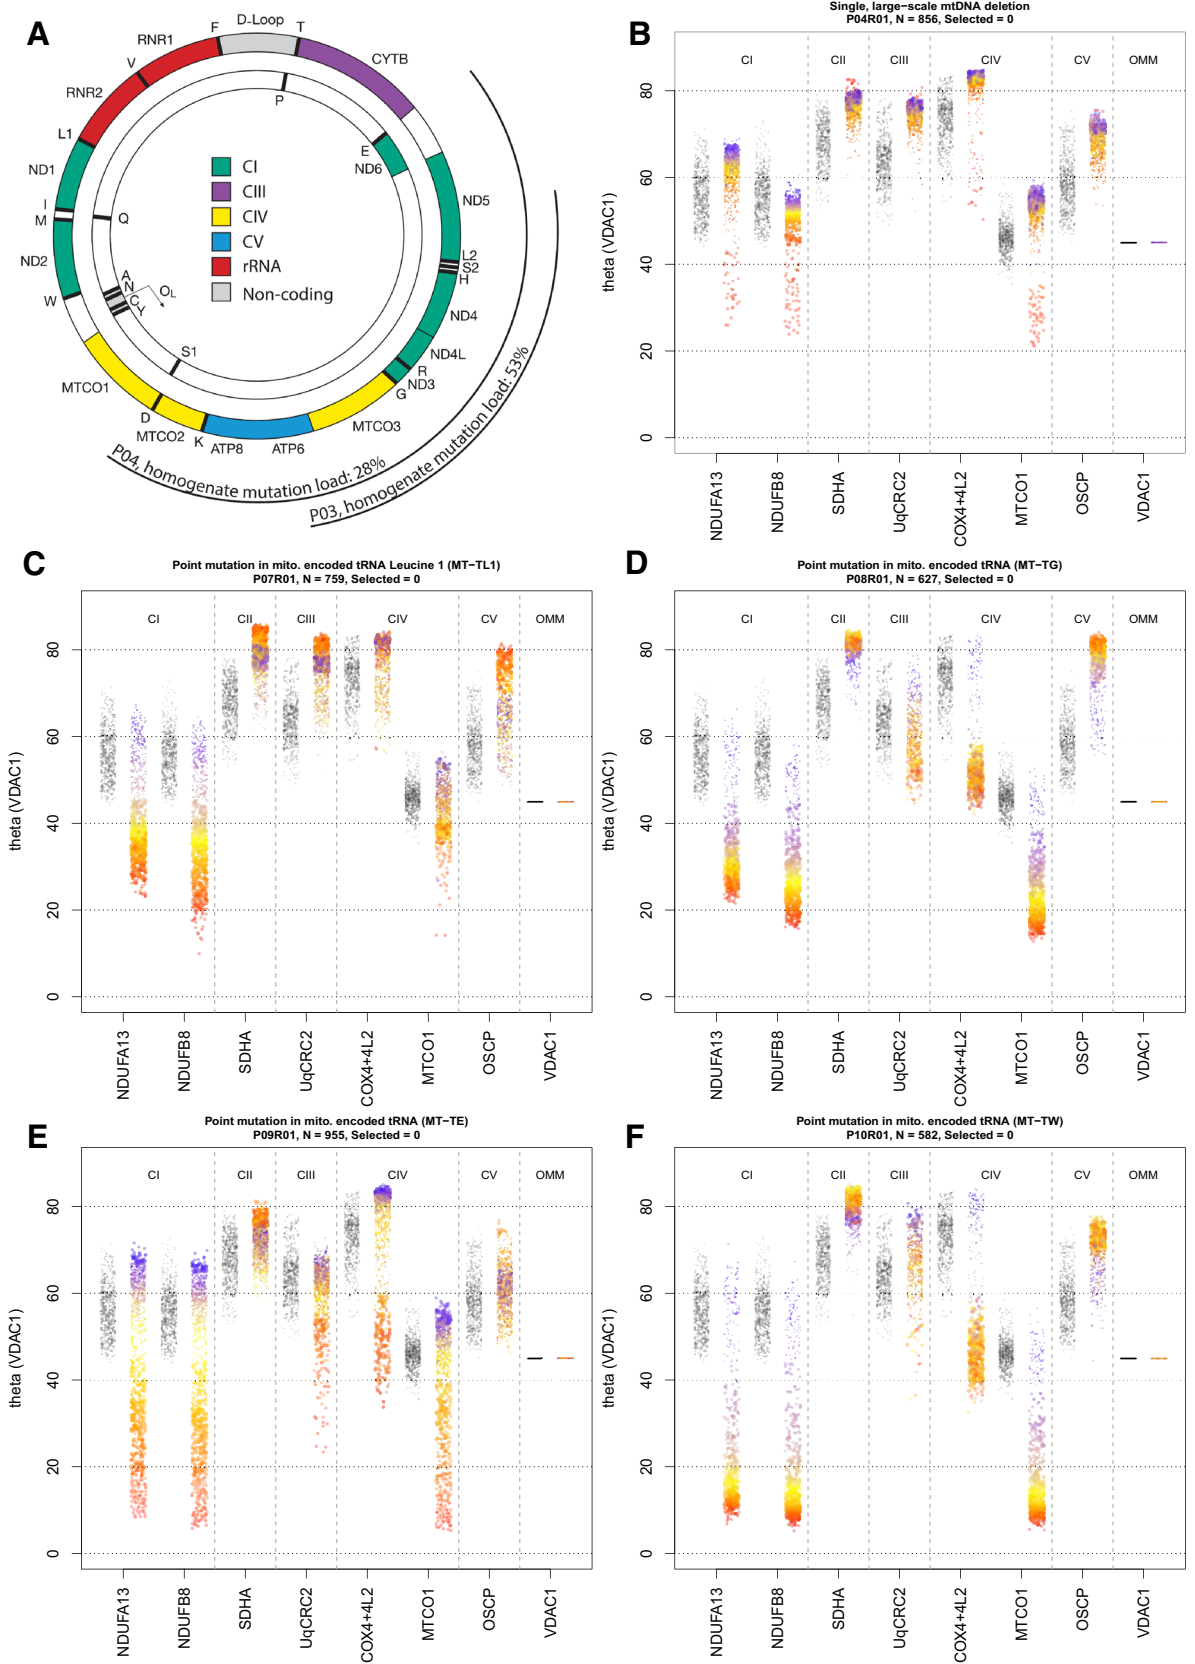 A
D-Loop
F
T
RNR1
CYTB
V
RNR2
P
L1
E
ND6
ND1
CI
CIII
CIV
CV
rRNA
Non-coding
ND5
I
M
Q
ND2
L2
S2
H
W
A
N
C
Y
OL
ND4
S1
ND4L
R
ND3
G
MTCO1
D
MTCO2
K
ATP8
ATP6
MTCO3
P04, homogenate mutation load: 28%
P03, homogenate mutation load: 53%
B
Single, large−scale mtDNA deletion
P04R01, N = 856, Selected = 0
CI CII CIII CIV CV OMM
theta (VDAC1)
80
60
40
20
0
NDUFA13
NDUFB8
SDHA
UqCRC2
COX4+4L2
MTCO1
OSCP
VDAC1
C
Point mutation in mito. encoded tRNA Leucine 1 (MT−TL1)
P07R01, N = 759, Selected = 0
CI CII CIII CIV CV OMM
theta (VDAC1)
80
60
40
20
0
NDUFA13
NDUFB8
SDHA
UqCRC2
COX4+4L2
MTCO1
OSCP
VDAC1
D
Point mutation in mito. encoded tRNA (MT−TG)
P08R01, N = 627, Selected = 0
CI CII CIII CIV CV OMM
theta (VDAC1)
80
60
40
20
0
NDUFA13
NDUFB8
SDHA
UqCRC2
COX4+4L2
MTCO1
OSCP
VDAC1
E
Point mutation in mito. encoded tRNA (MT−TE)
P09R01, N = 955, Selected = 0
CI CII CIII CIV CV OMM
theta (VDAC1)
80
60
40
20
0
NDUFA13
NDUFB8
SDHA
UqCRC2
COX4+4L2
MTCO1
OSCP
VDAC1
F
Point mutation in mito. encoded tRNA (MT−TW)
P10R01, N = 582, Selected = 0
CI CII CIII CIV CV OMM
theta (VDAC1)
80
60
40
20
0
NDUFA13
NDUFB8
SDHA
UqCRC2
COX4+4L2
MTCO1
OSCP
VDAC1